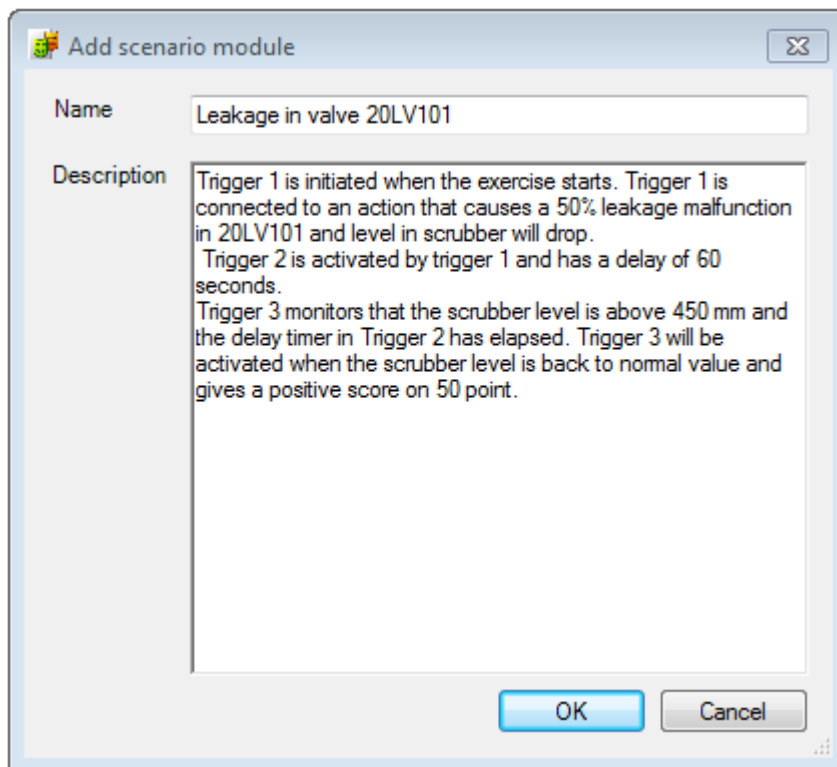 Add scenario module
Name
Leakage in valve 20LV101
Description
Trigger 1 is initiated when the exercise starts. Trigger 1 is
connected to an action that causes a 50% leakage malfunction
in 20LV101 and level in scrubber will drop.
Trigger 2 is activated by trigger 1 and has a delay of 60
seconds.
Trigger 3 monitors that the scrubber level is above 450 mm and
the delay timer in Trigger 2 has elapsed. Trigger 3 will be
activated when the scrubber level is back to normal value and
gives a positive score on 50 point.
OK
Cancel